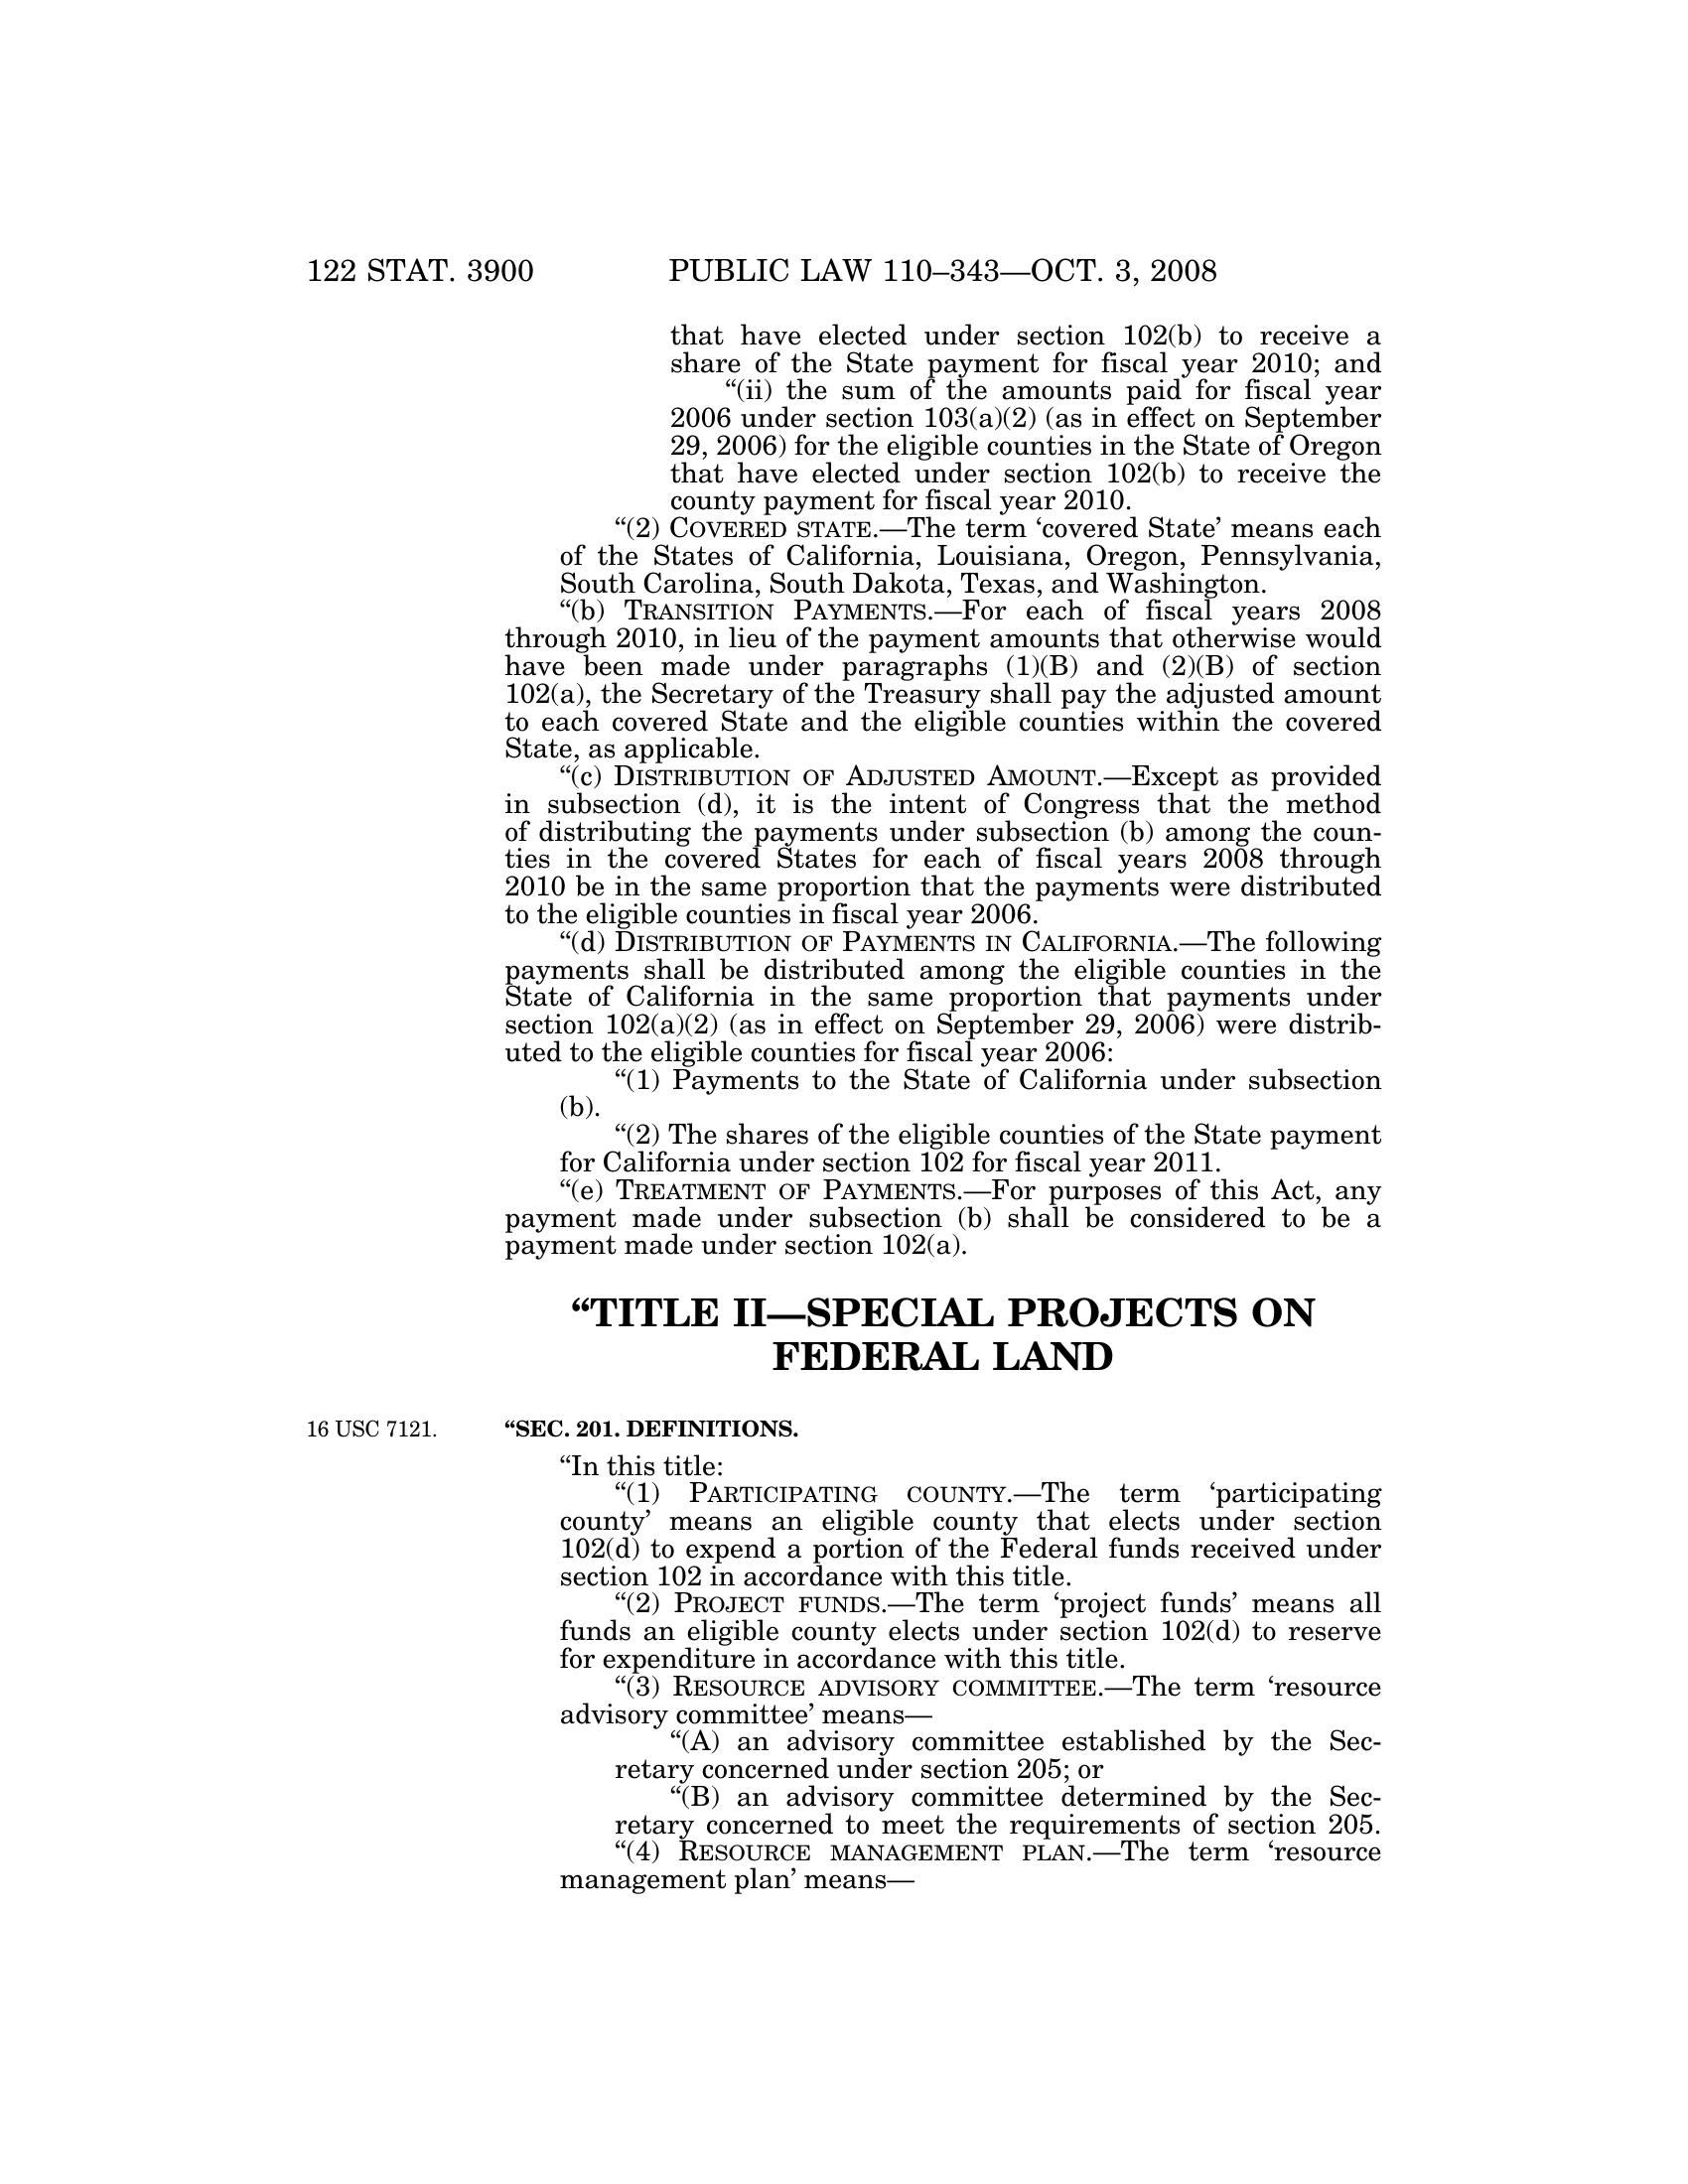 122 STAT. 3900 PUBLIC LAW 110–343—OCT. 3, 2008
that have elected under section 102(b) to receive a
share of the State payment for fiscal year 2010; and
“(ii) the sum of the amounts paid for fiscal year
2006 under section 103(a)(2) (as in effect on September
29, 2006) for the eligible counties in the State of Oregon
that have elected under section 102(b) to receive the
county payment for fiscal year 2010.
“(2) COVERED STATE.—The term ‘covered State’ means each
of the States of California, Louisiana, Oregon, Pennsylvania,
South Carolina, South Dakota, Texas, and Washington.
“(b) TRANSITION PAYMENTS.—For each of fiscal years 2008
through 2010, in lieu of the payment amounts that otherwise would
have been made under paragraphs (1)(B) and (2)(B) of section
102(a), the Secretary of the Treasury shall pay the adjusted amount
to each covered State and the eligible counties within the covered
State, as applicable.
“(c) DISTRIBUTION OF ADJUSTED AMOUNT.—Except as provided
in subsection (d), it is the intent of Congress that the method
of distributing the payments under subsection (b) among the coun-
ties in the covered States for each of fiscal years 2008 through
2010 be in the same proportion that the payments were distributed
to the eligible counties in fiscal year 2006.
“(d) DISTRIBUTION OF PAYMENTS IN CALIFORNIA.—The following
payments shall be distributed among the eligible counties in the
State of California in the same proportion that payments under
section 102(a)(2) (as in effect on September 29, 2006) were distrib-
uted to the eligible counties for fiscal year 2006:
“(1) Payments to the State of California under subsection
(b).
“(2) The shares of the eligible counties of the State payment
for California under section 102 for fiscal year 2011.
“(e) TREATMENT OF PAYMENTS.—For purposes of this Act, any
payment made under subsection (b) shall be considered to be a
payment made under section 102(a).
“TITLE II—SPECIAL PROJECTS ON
FEDERAL LAND
16 USC 7121. “SEC. 201. DEFINITIONS.
“In this title:
“(1) PARTICIPATING COUNTY.—The term ‘participating
county’ means an eligible county that elects under section
102(d) to expend a portion of the Federal funds received under
section 102 in accordance with this title.
“(2) PROJECT FUNDS.—The term ‘project funds’ means all
funds an eligible county elects under section 102(d) to reserve
for expenditure in accordance with this title.
“(3) RESOURCE ADVISORY COMMITTEE.—The term ‘resource
advisory committee’ means—
“(A) an advisory committee established by the Sec-
retary concerned under section 205; or
“(B) an advisory committee determined by the Sec-
retary concerned to meet the requirements of section 205.
“(4) RESOURCE MANAGEMENT PLAN.—The term ‘resource
management plan’ means—